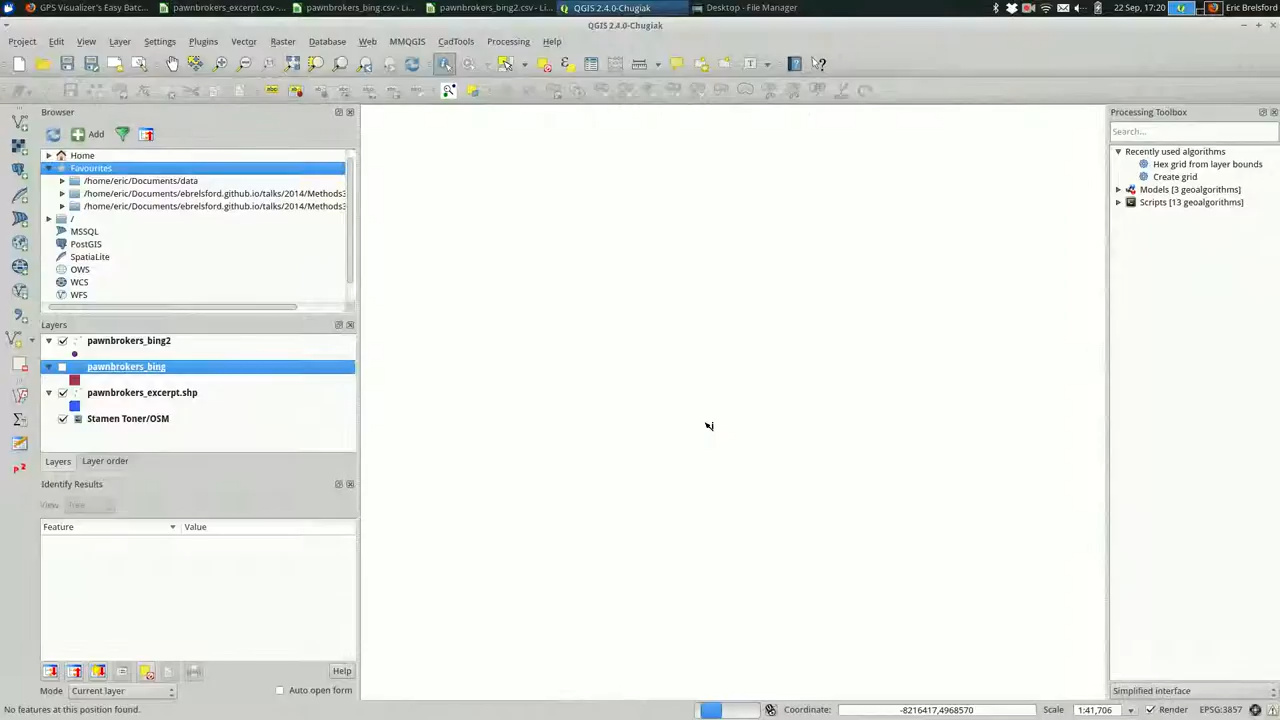 GPS Visualizer's Easy Batc...
pawnbrokers_excerpt.csv-...
pawnbrokers_bing.csv - Li...
pawnbrokers_bing2.csv - L...
QGIS 2.4.0-Chugiak
Desktop - File Manager
22 Sep, 17:20
Eric Brelsford
QGIS 2.4.0-Chugiak
Project Edit View Layer Settings Plugins Vector Raster Database Web MMQGIS CadTools Processing Help
Browser
Add
Home
Favourites
/home/eric/Documents/data
/home/eric/Documents/ebrelsford.github.io/talks/2014/Methods
/home/eric/Documents/ebrelsford.github.io/talks/2014/Methods
/
MSSQL
PostGIS
SpatiaLite
OWS
WCS
WFS
Layers
pawnbrokers_bing2
pawnbrokers_bing
pawnbrokers_excerpt.shp
Stamen Toner/OSM
Layers Layer order
Identify Results
View Tree
Feature Value
Help
Mode Current layer Auto open form
Processing Toolbox
Search...
Recently used algorithms
Hex grid from layer bounds
Create grid
Models [3 geoalgorithms]
Scripts [13 geoalgorithms]
Simplified interface
No features at this position found.
Coordinate: -8216417,4968570 Scale 1:41,706 Render EPSG:3857